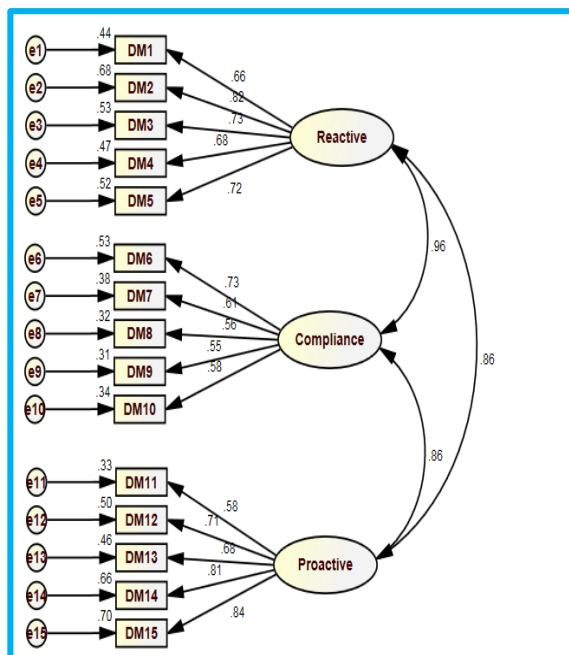 .44
e1 DM1
.66
.68
e2 DM2
.82
.53
e3 DM3
.73
Reactive
.47
e4 DM4
.68
.52
e5 DM5
.72
.96
.53
e6 DM6
.73
.38
e7 DM7
.61
.32
e8 DM8
.56
Compliance
.31
e9 DM9
.55
.34
e10 DM10
.58
.86
.86
.33
e11 DM11
.58
.50
e12 DM12
.71
.46
e13 DM13
.68
Proactive
.66
e14 DM14
.81
.70
e15 DM15
.84